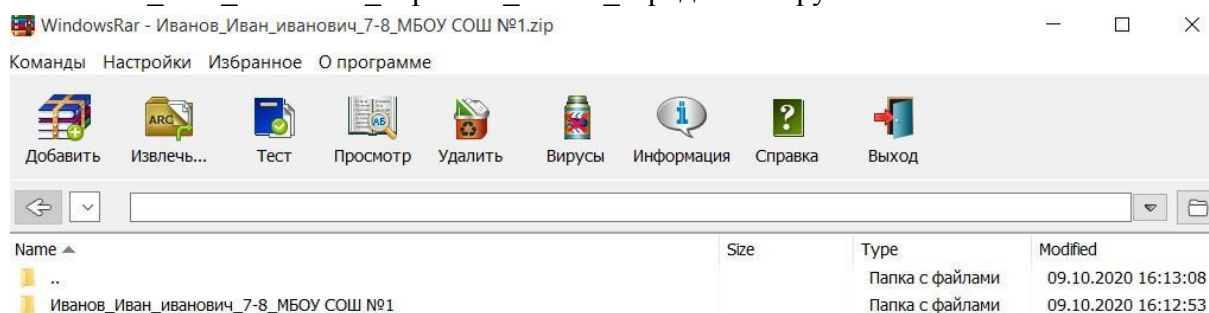 WindowsRar - Иванов_Иван_иванович_7-8_МБОУ СОШ №1.zip
Команды Настройки Избранное О программе
ARC
Добавить Извлечь... Тест Просмотр Удалить Вирусы Информация Справка Выход
Name Size Type Modified
.. Папка с файлами 09.10.2020 16:13:08
Иванов_Иван_иванович_7-8_МБОУ СОШ №1 Папка с файлами 09.10.2020 16:12:53